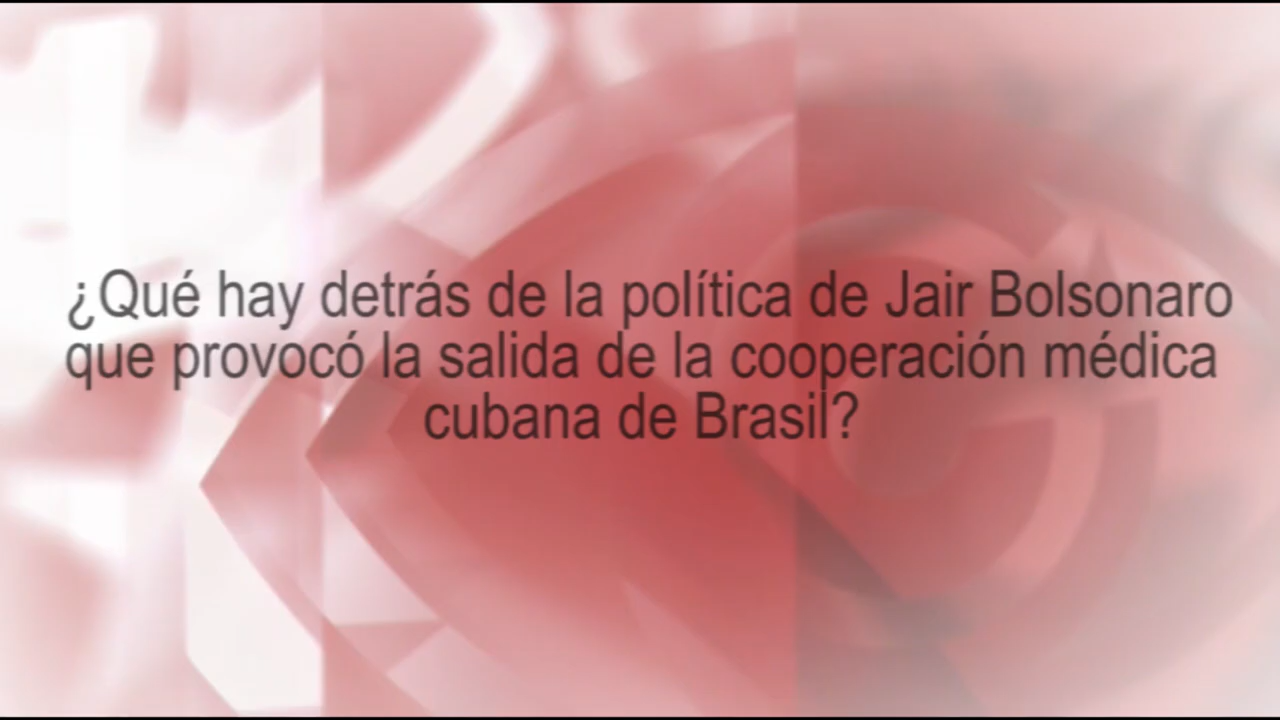 ¿Qué hay detrás de la política de Jair Bolsonaro
que provocó la salida de la cooperación médica
cubana de Brasil?